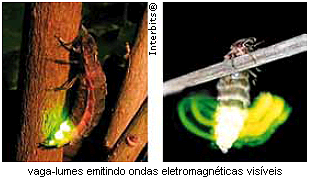 Interbits®
vaga-lumes emitindo ondas eletromagnéticas visíveis